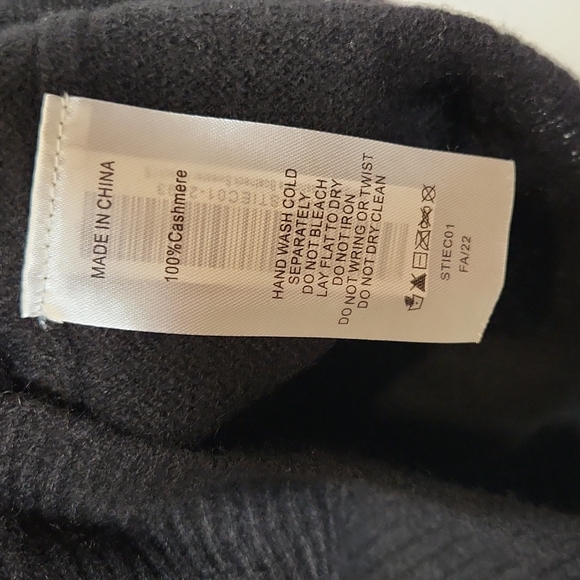 MADE IN CHINA
100%Cashmere
HAND WASH COLD
SEPARATELY
DO NOT BLEACH
LAY FLAT TO DRY
DO NOT IRON
DO NOT WRING OR TWIST
DO NOT DRY CLEAN
STIEC01
FA/22